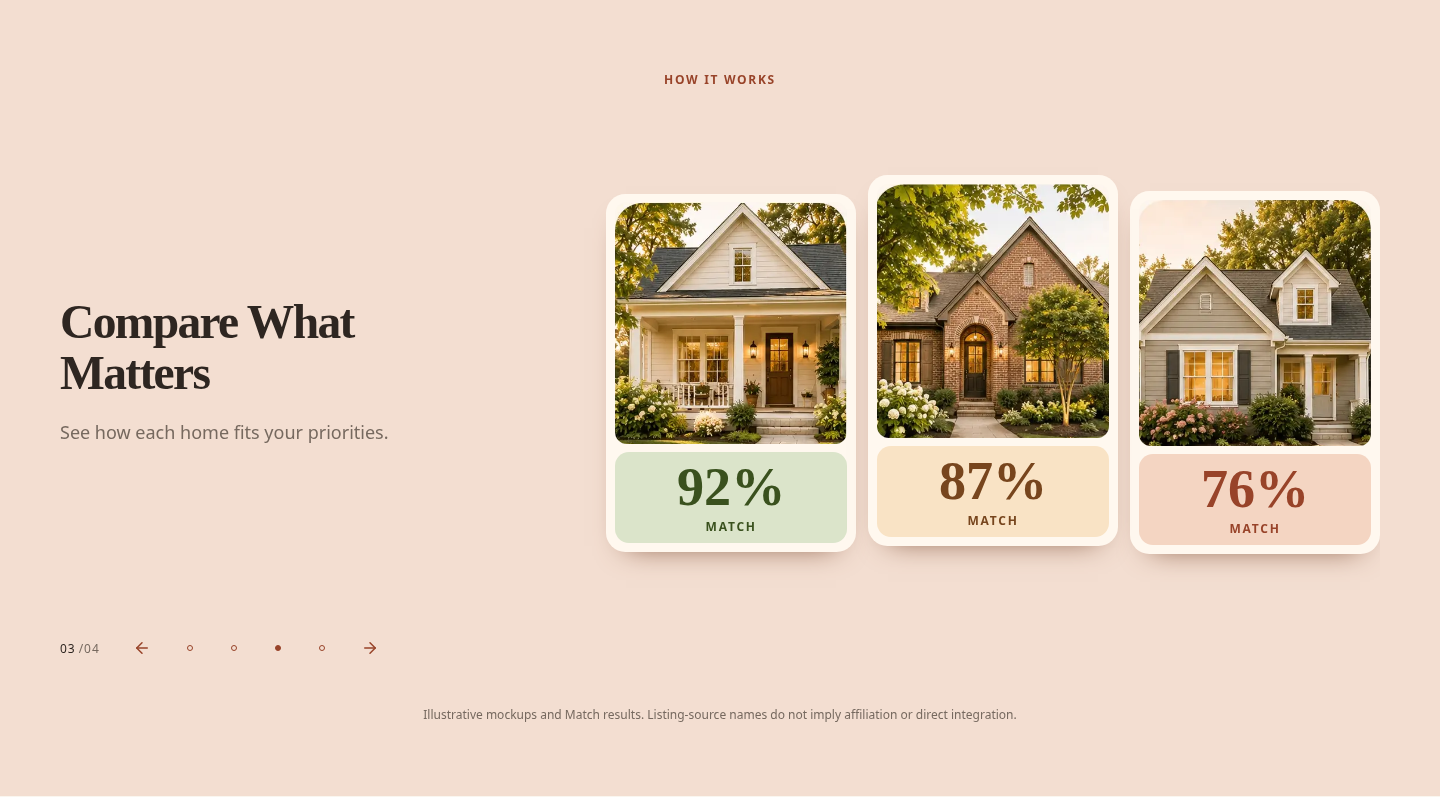 HOW IT WORKS
Compare What
Matters
See how each home fits your priorities.
92%
MATCH
87%
MATCH
76%
MATCH
03 /04
Illustrative mockups and Match results. Listing-source names do not imply affiliation or direct integration.